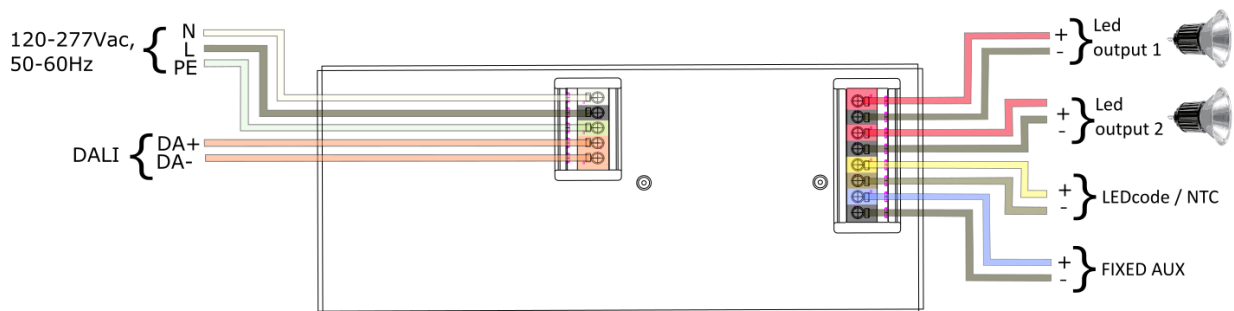 120-277Vac,
50-60Hz
N
L
PE
DALI
DA+
DA-
+
-
Led
output 1
+
-
Led
output 2
+
-
LEDcode / NTC
+
-
FIXED AUX